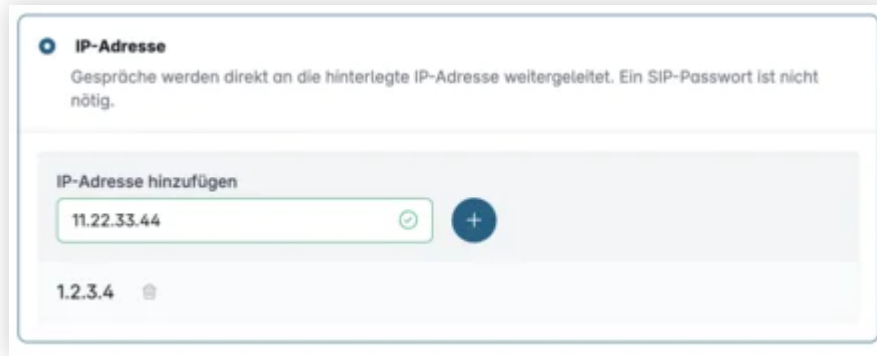 IP-Adresse
Gespräche werden direkt an die hinterlegte IP-Adresse weitergeleitet. Ein SIP-Passwort ist nicht
nötig.
IP-Adresse hinzufügen
11.22.33.44
1.2.3.4